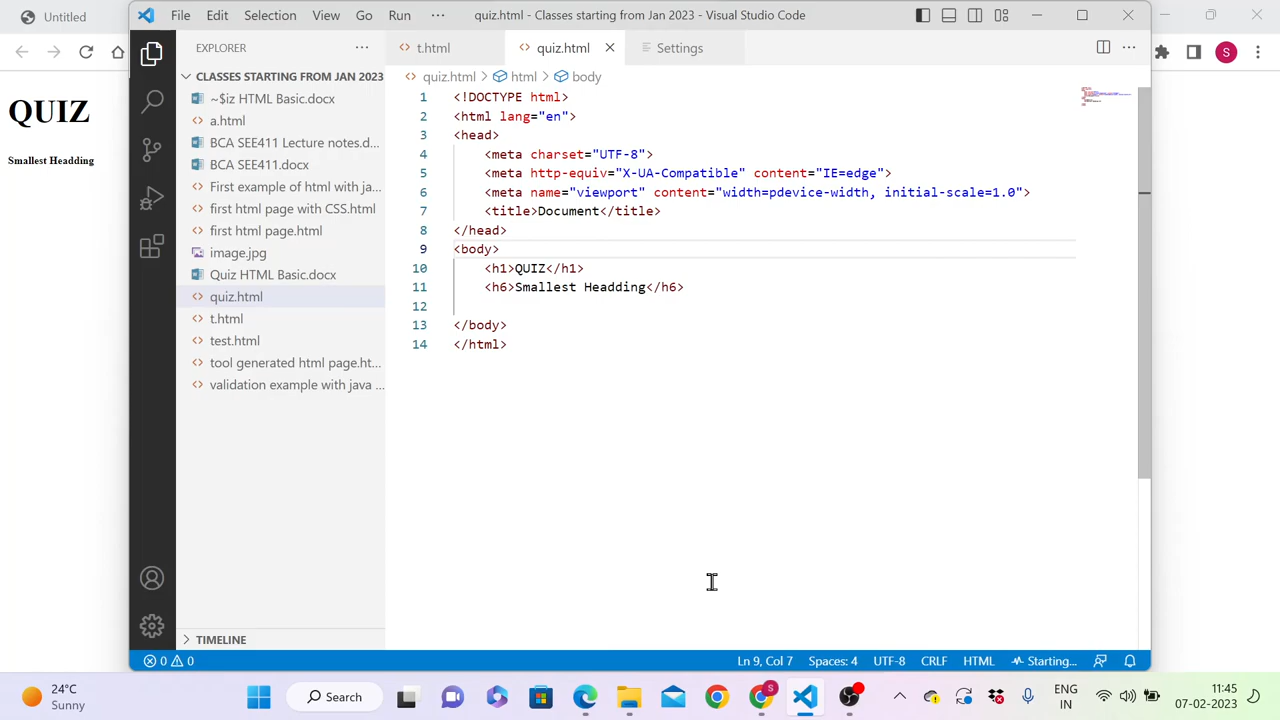 Untitled
File Edit Selection View Go Run ··· quiz.html - Classes starting from Jan 2023 - Visual Studio Code
S
QUIZ
Smallest Headding
EXPLORER ···
CLASSES STARTING FROM JAN 2023
~$iz HTML Basic.docx
a.html
BCA SEE411 Lecture notes.d...
BCA SEE411.docx
First example of html with ja...
first html page with CSS.html
first html page.html
image.jpg
Quiz HTML Basic.docx
quiz.html
t.html
test.html
tool generated html page.ht...
validation example with java ...
TIMELINE
t.html quiz.html Settings
quiz.html > html > body
1 <!DOCTYPE html>
2 <html lang="en">
3 <head>
4 <meta charset="UTF-8">
5 <meta http-equiv="X-UA-Compatible" content="IE=edge">
6 <meta name="viewport" content="width=pdevice-width, initial-scale=1.0">
7 <title>Document</title>
8 </head>
9 <body>
10 <h1>QUIZ</h1>
11 <h6>Smallest Headding</h6>
12
13 </body>
14 </html>
0 0 Ln 9, Col 7 Spaces: 4 UTF-8 CRLF HTML Starting...
24°C
Sunny
Search
S
ENG
IN
11:45
07-02-2023